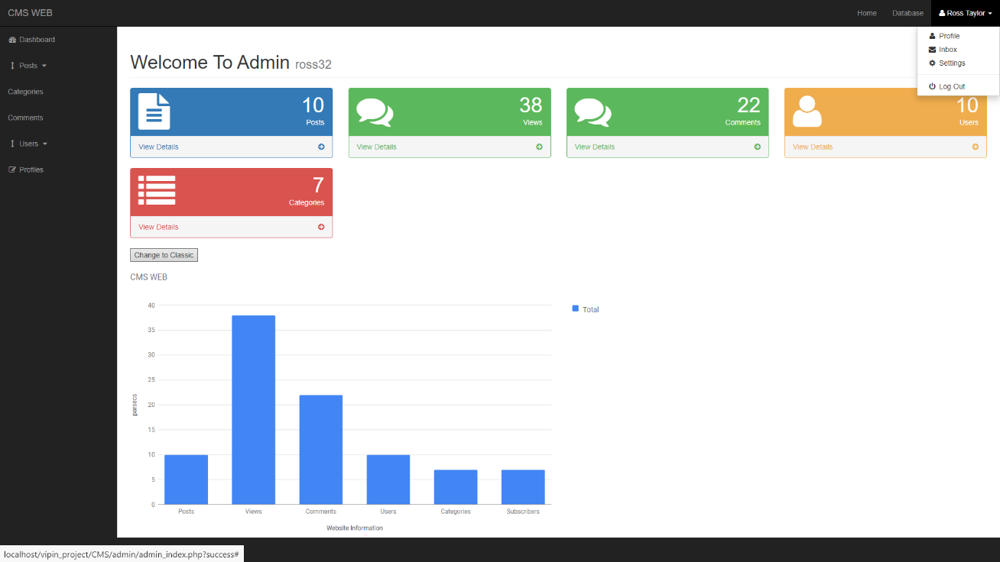 CMS WEB
Home
Database
Ross Taylor
Profile
Inbox
Settings
Log Out
Dashboard
Posts
Categories
Comments
Users
Profiles
Welcome To Admin ross32
10
Posts
View Details
38
Views
View Details
22
Comments
View Details
10
Users
View Details
7
Categories
View Details
Change to Classic
CMS WEB
40
35
30
25
20
15
10
5
0
parsecs
Total
Posts
Views
Comments
Users
Categories
Subscribers
Website Information
localhost/vipin_project/CMS/admin/admin_index.php?success#